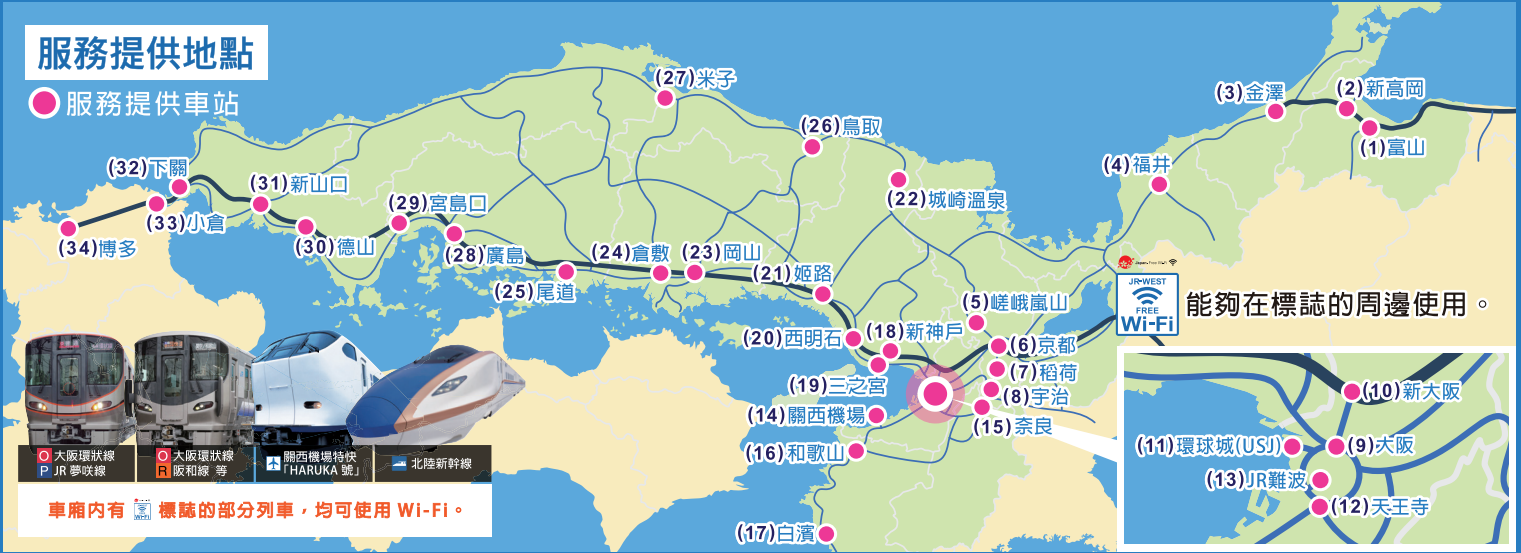 服務提供地點
服務提供車站
(27)米子
(26)鳥取
(3)金澤
(2)新高岡
(1)富山
(4)福井
(32)下關
(31)新山口
(29)宮島口
(22)城崎溫泉
(33)小倉
(34)博多
(30)德山
(28)廣島
(24)倉敷
(23)岡山
(25)尾道
(21)姬路
(5)嵯峨嵐山
(20)西明石
(18)新神戶
(6)京都
(7)稻荷
(19)三之宮
(8)宇治
(14)關西機場
(15)奈良
(16)和歌山
(17)白濱
Japan. Free Wi-Fi
JR-WEST
FREE
Wi-Fi
能夠在標誌的周邊使用。
(10)新大阪
(11)環球城(USJ)
(9)大阪
(13)JR難波
(12)天王寺
O 大阪環狀線
P JR 夢咲線
O 大阪環狀線
R 阪和線 等
關西機場特快
「HARUKA 號」
北陸新幹線
車廂内有 Wi-Fi 標誌的部分列車，均可使用 Wi-Fi。